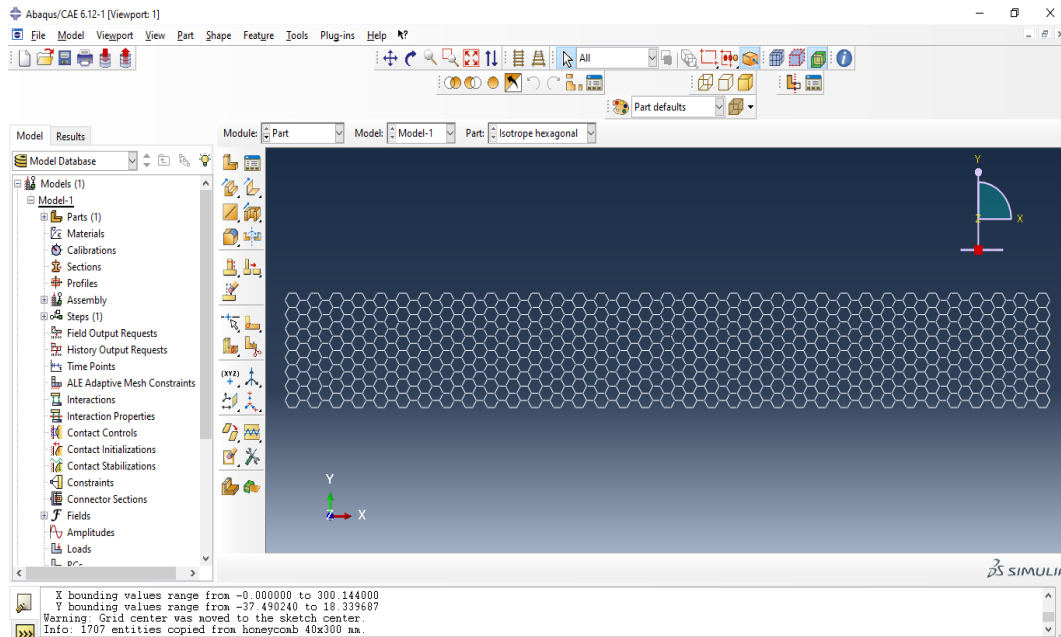 Abaqus/CAE 6.12-1 [Viewport: 1]
File Model Viewport View Part Shape Feature Tools Plug-ins Help
All
Part defaults
Model Results
Module: Part Model: Model-1 Part: Isotrope hexagonal
Model Database
Models (1)
Model-1
Parts (1)
Materials
Calibrations
Sections
Profiles
Assembly
Steps (1)
Field Output Requests
History Output Requests
Time Points
ALE Adaptive Mesh Constraints
Interactions
Interaction Properties
Contact Controls
Contact Initializations
Contact Stabilizations
Constraints
Connector Sections
Fields
Amplitudes
Loads
BCs
(XYZ)
Y
Z X
Y
Z X
SIMULIA
X bounding values range from -0.000000 to 300.144000
Y bounding values range from -37.490240 to 18.339687
Warning: Grid center was moved to the sketch center.
Info: 1707 entities copied from honeycomb 40x300 mm.
>>>